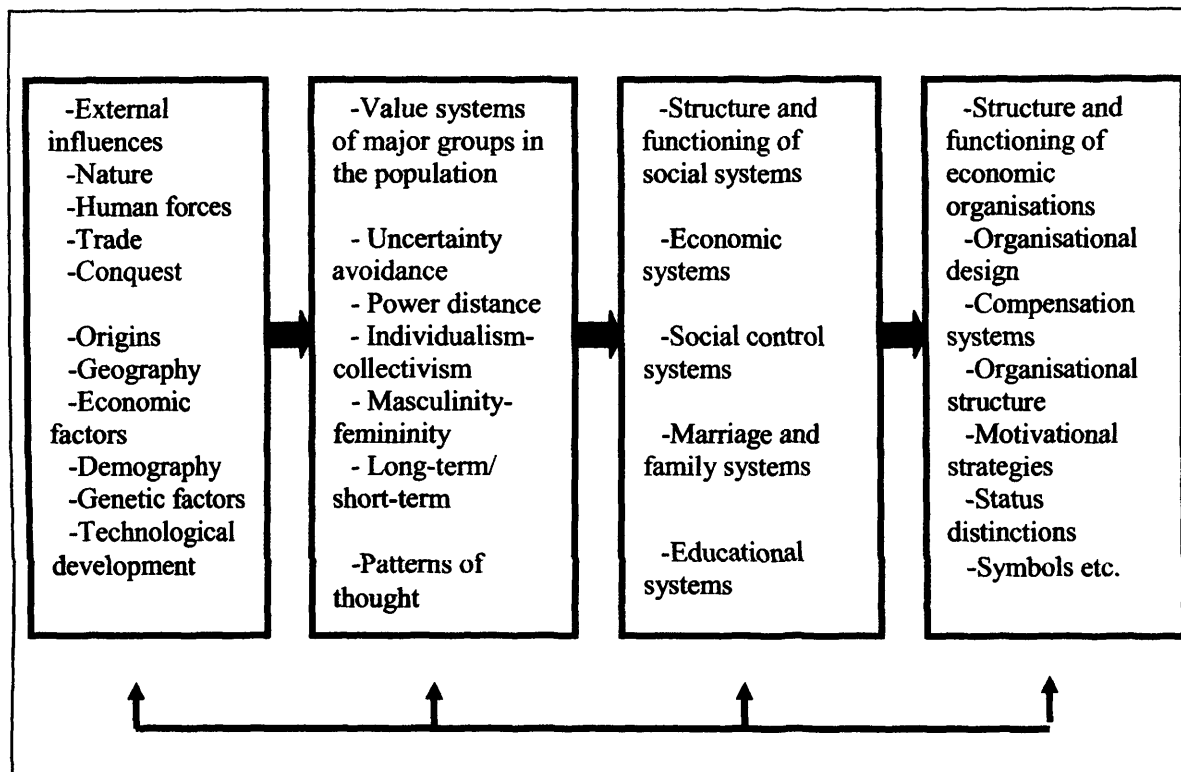 -External
influences
-Nature
-Human forces
-Trade
-Conquest
-Origins
-Geography
-Economic
factors
-Demography
-Genetic factors
-Technological
development
-Value systems
of major groups in
the population
- Uncertainty
avoidance
- Power distance
- Individualism-
collectivism
- Masculinity-
femininity
- Long-term/
short-term
-Patterns of
thought
-Structure and
functioning of
social systems
-Economic
systems
-Social control
systems
-Marriage and
family systems
-Educational
systems
-Structure and
functioning of
economic
organisations
-Organisational
design
-Compensation
systems
-Organisational
structure
-Motivational
strategies
-Status
distinctions
-Symbols etc.